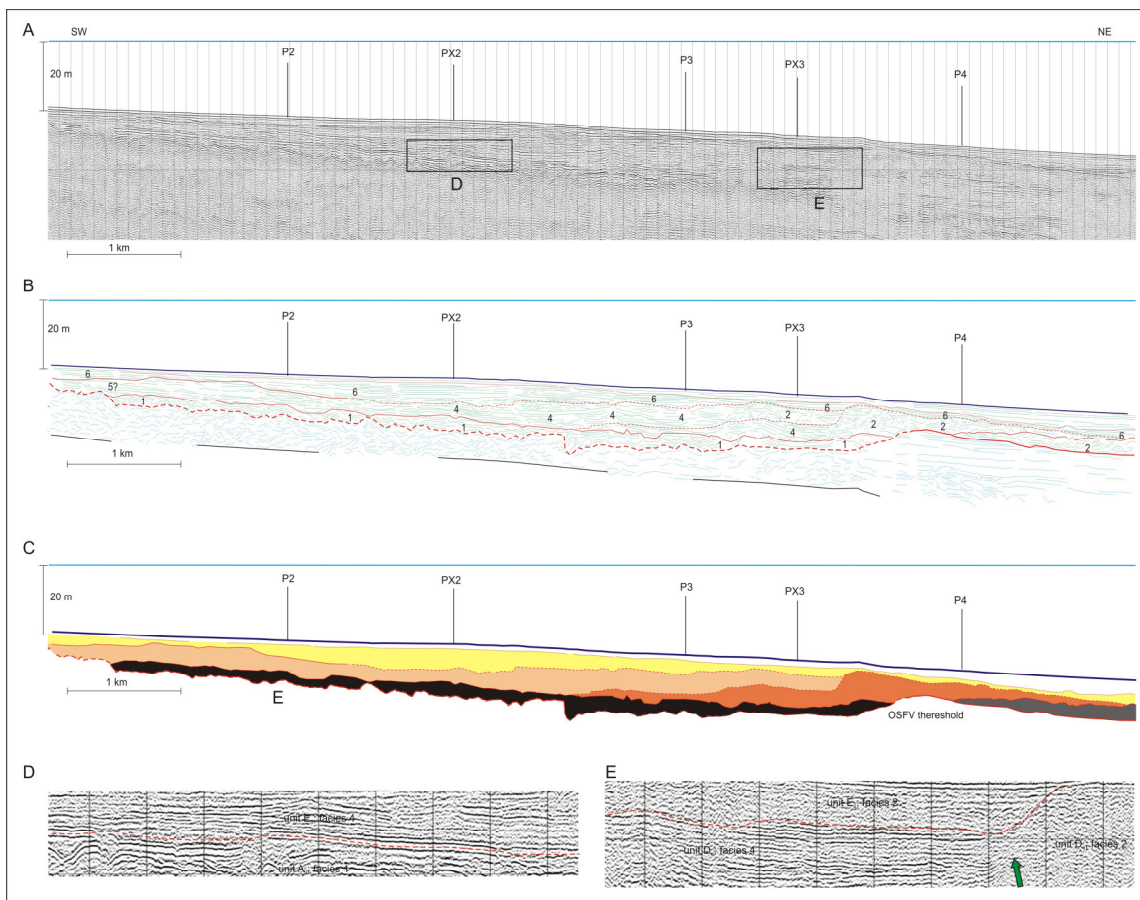 A
SW
NE
P2
PX2
P3
PX3
P4
20 m
D
E
1 km
B
20 m
P2
PX2
P3
PX3
P4
6
5?
1
6
1
4
1
4
4
6
4
2
6
4
1
1
2
2
6
2
6
1 km
C
20 m
P2
PX2
P3
PX3
P4
1 km
E
OSFV thereshold
D
unit E ; facies 4
unit A ; facies 1
E
unit E ; facies 2
unit D ; facies 4
unit D ; facies 2